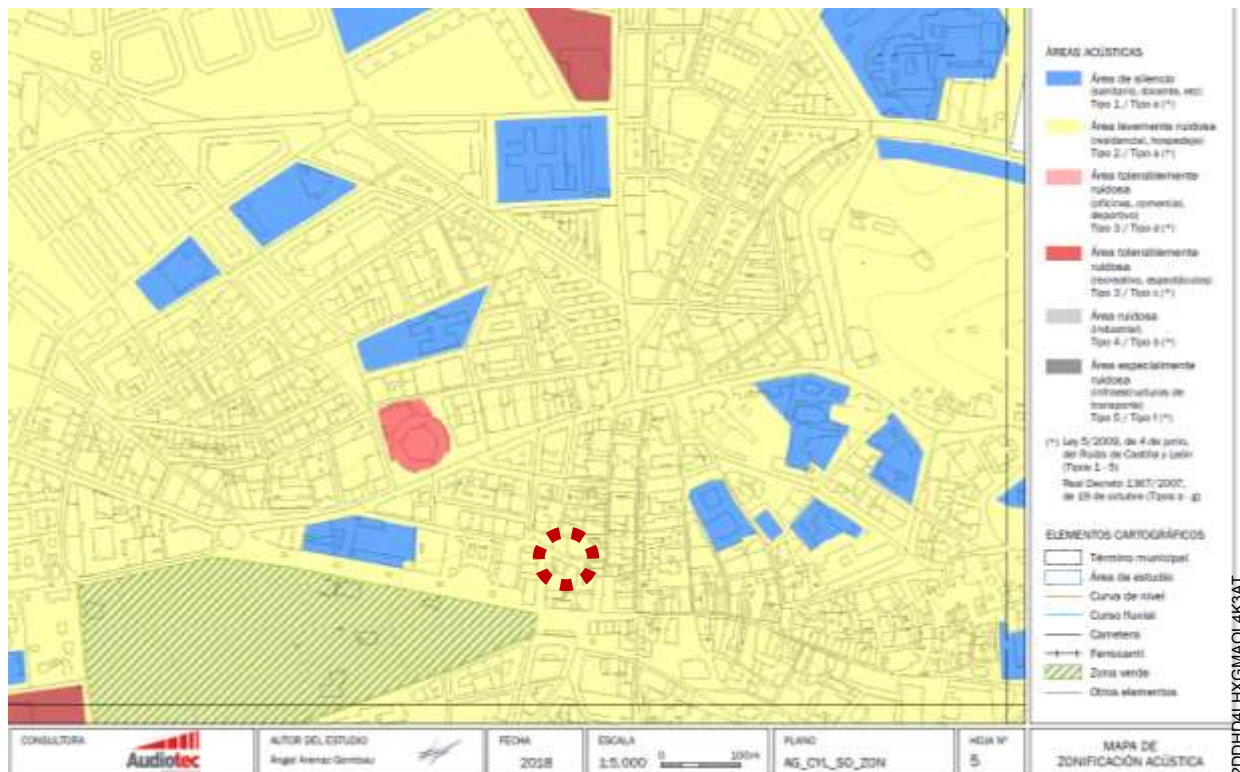 ÁREAS ACÚSTICAS
Área de silencio
(sanitario, docente, etc)
Tipo 1 / Tipo e (*)
Área levemente ruidosa
(residencial, hospedaje)
Tipo 2 / Tipo a (*)
Área tolerablemente
ruidosa
(oficinas, comercial,
deportivo)
Tipo 3 / Tipo d (*)
Área tolerablemente
ruidosa
(recreativo, espectáculos)
Tipo 3 / Tipo c (*)
Área ruidosa
(industrial)
Tipo 4 / Tipo b (*)
Área especialmente
ruidosa
(infraestructuras de
transporte)
Tipo 5 / Tipo f (*)
(*) Ley 5/2009, de 4 de junio,
del Ruido de Castilla y León
(Tipos 1 - 5)
Real Decreto 1367/2007,
de 19 de octubre (Tipos a - g)
ELEMENTOS CARTOGRÁFICOS
Término municipal
Área de estudio
Curva de nivel
Curso fluvial
Carretera
Ferrocarril
Zona verde
Otros elementos
CONSULTORA
Audiotec
AUTOR DEL ESTUDIO
FECHA
2018
ESCALA
1:5.000
0 100m
PLANO
AG_CYL_SO_ZON
HOJA Nº
5
MAPA DE
ZONIFICACIÓN ACÚSTICA